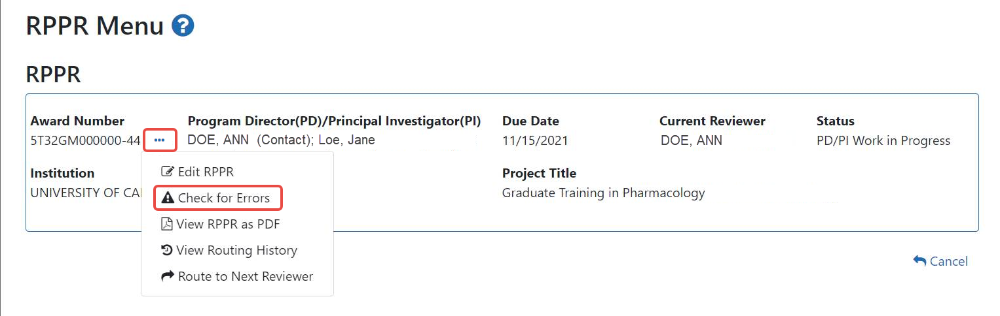 RPPR Menu ?
RPPR
Award Number
5T32GM000000-44 •••
Program Director(PD)/Principal Investigator(PI)
DOE, ANN (Contact); Loe, Jane
Due Date
11/15/2021
Current Reviewer
DOE, ANN
Status
PD/PI Work in Progress
Institution
UNIVERSITY OF
Project Title
Graduate Training in Pharmacology
Edit RPPR
Check for Errors
View RPPR as PDF
View Routing History
Route to Next Reviewer
Cancel